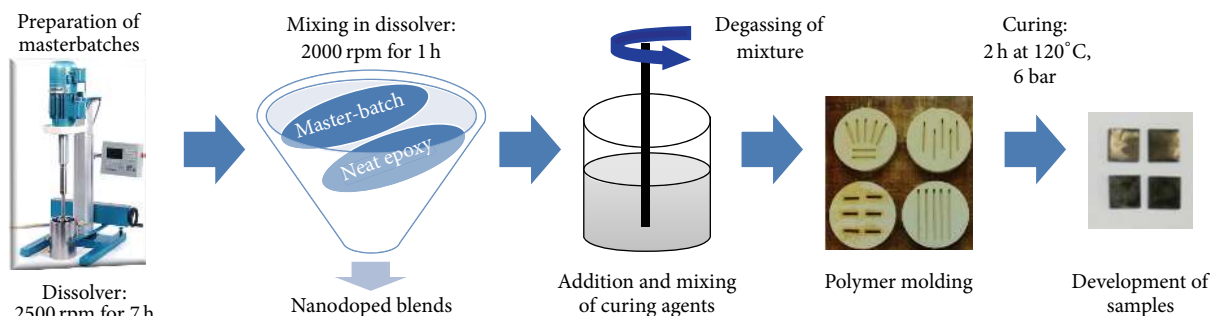 Preparation of
masterbatches
Dissolver:
2500 rpm for 7 h
Mixing in dissolver:
2000 rpm for 1 h
Master-batch
Neat epoxy
Nanodoped blends
Addition and mixing
of curing agents
Degassing of
mixture
Polymer molding
Curing:
2 h at 120°C,
6 bar
Development of
samples